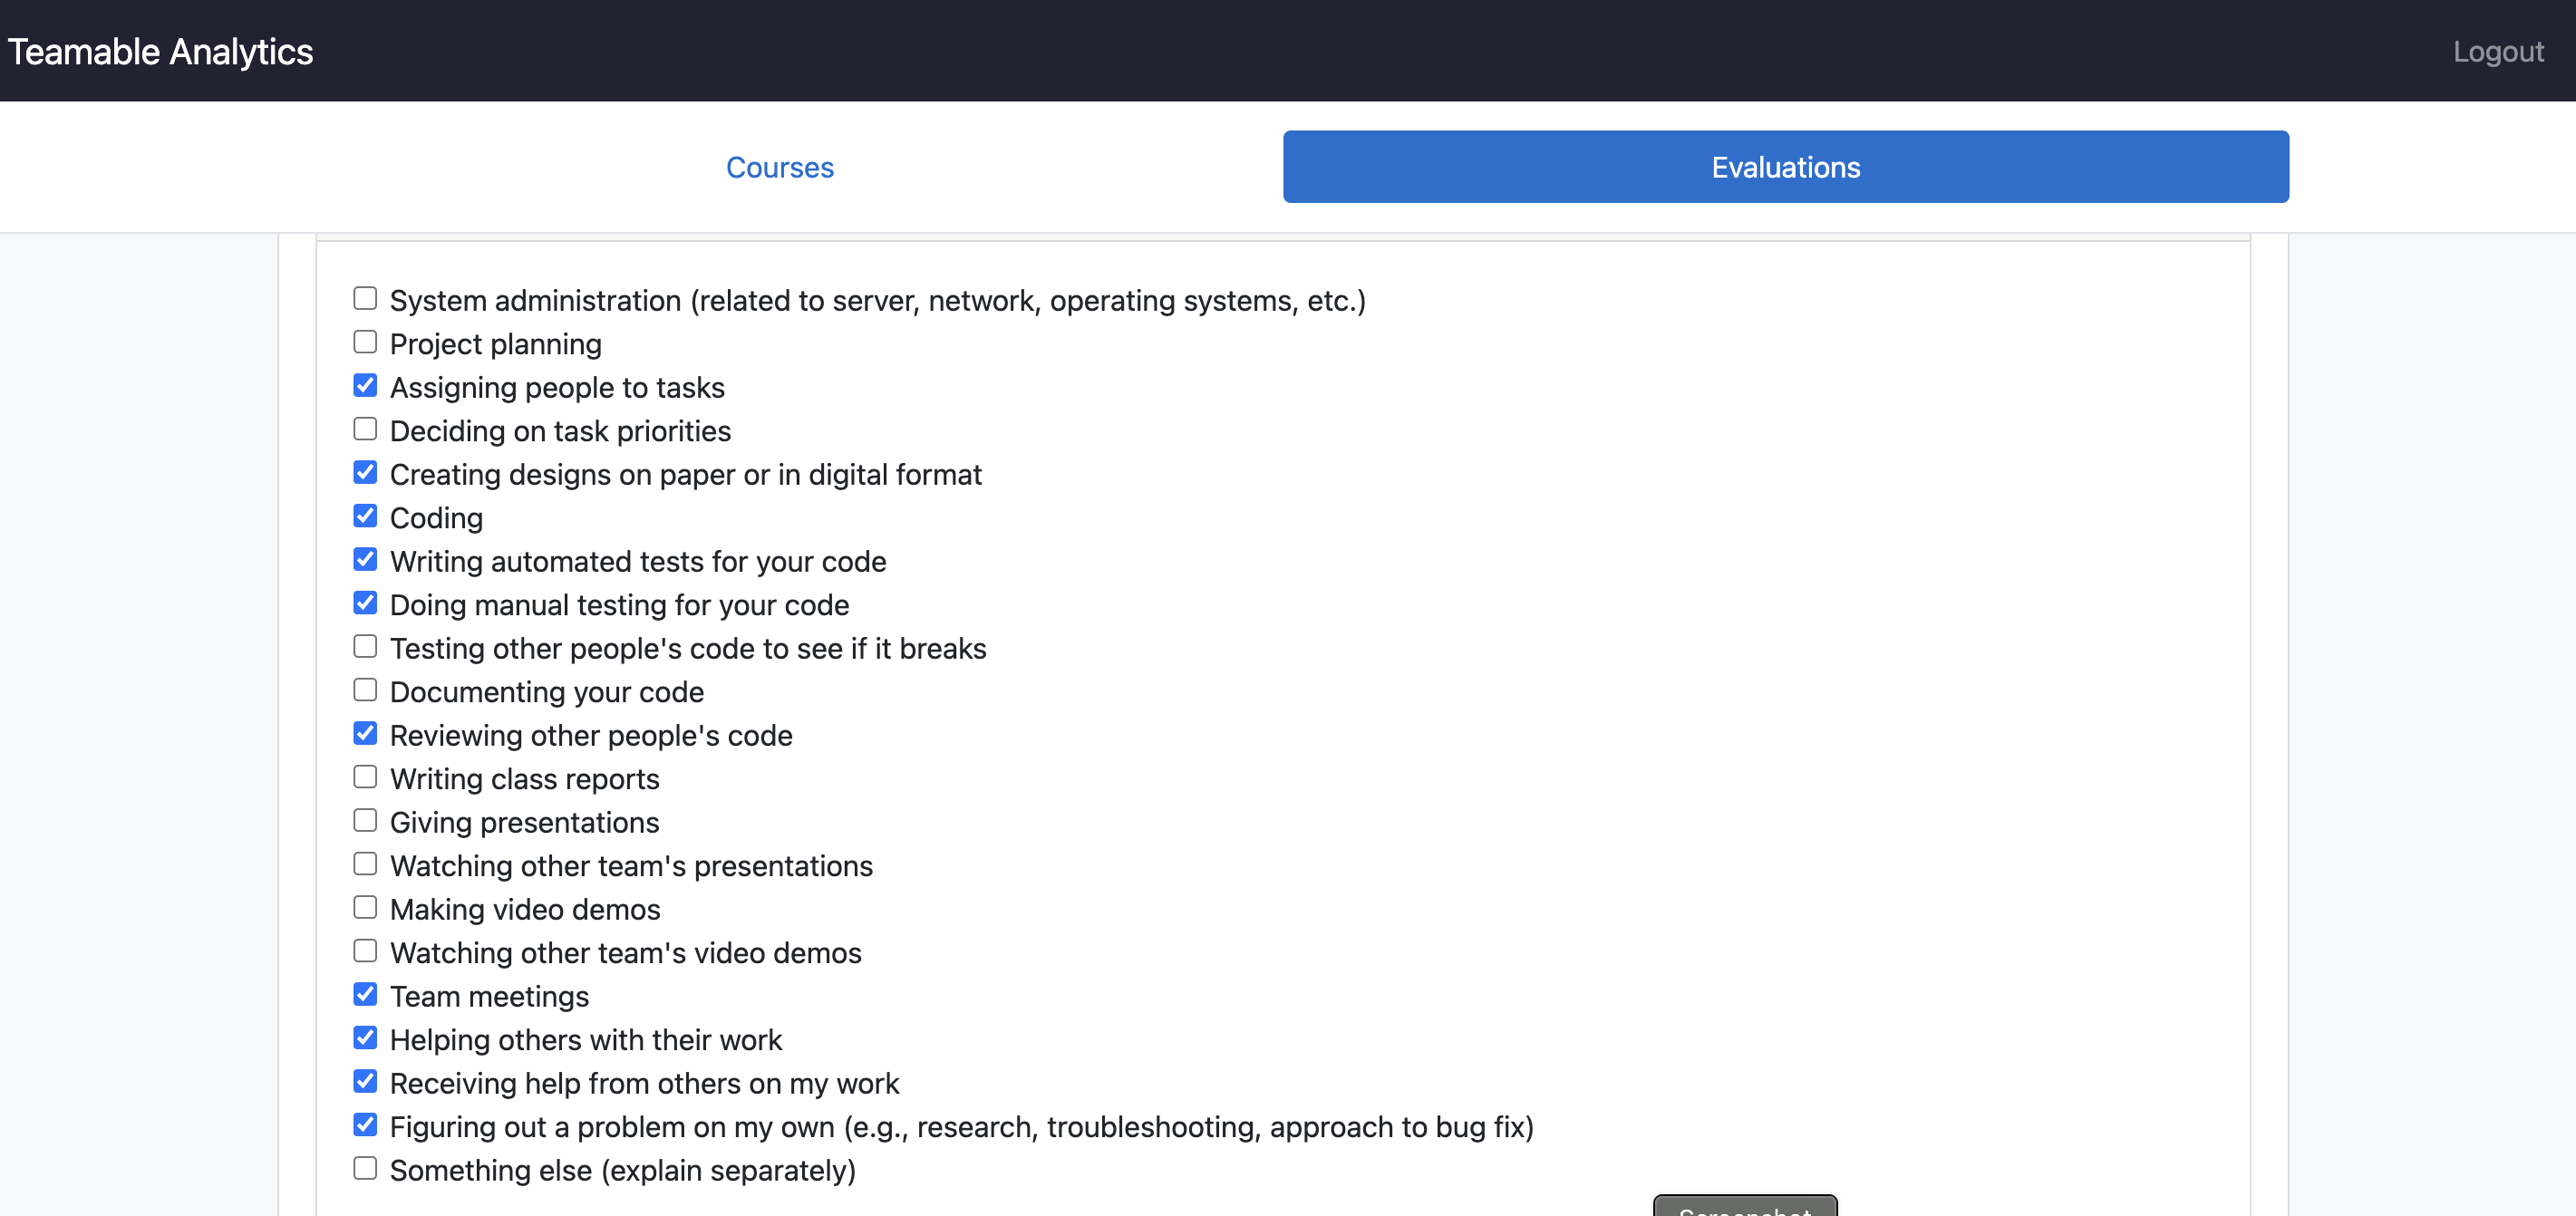 Teamable Analytics
Logout
Courses
Evaluations
System administration (related to server, network, operating systems, etc.)
Project planning
Assigning people to tasks
Deciding on task priorities
Creating designs on paper or in digital format
Coding
Writing automated tests for your code
Doing manual testing for your code
Testing other people's code to see if it breaks
Documenting your code
Reviewing other people's code
Writing class reports
Giving presentations
Watching other team's presentations
Making video demos
Watching other team's video demos
Team meetings
Helping others with their work
Receiving help from others on my work
Figuring out a problem on my own (e.g., research, troubleshooting, approach to bug fix)
Something else (explain separately)
Screenshot